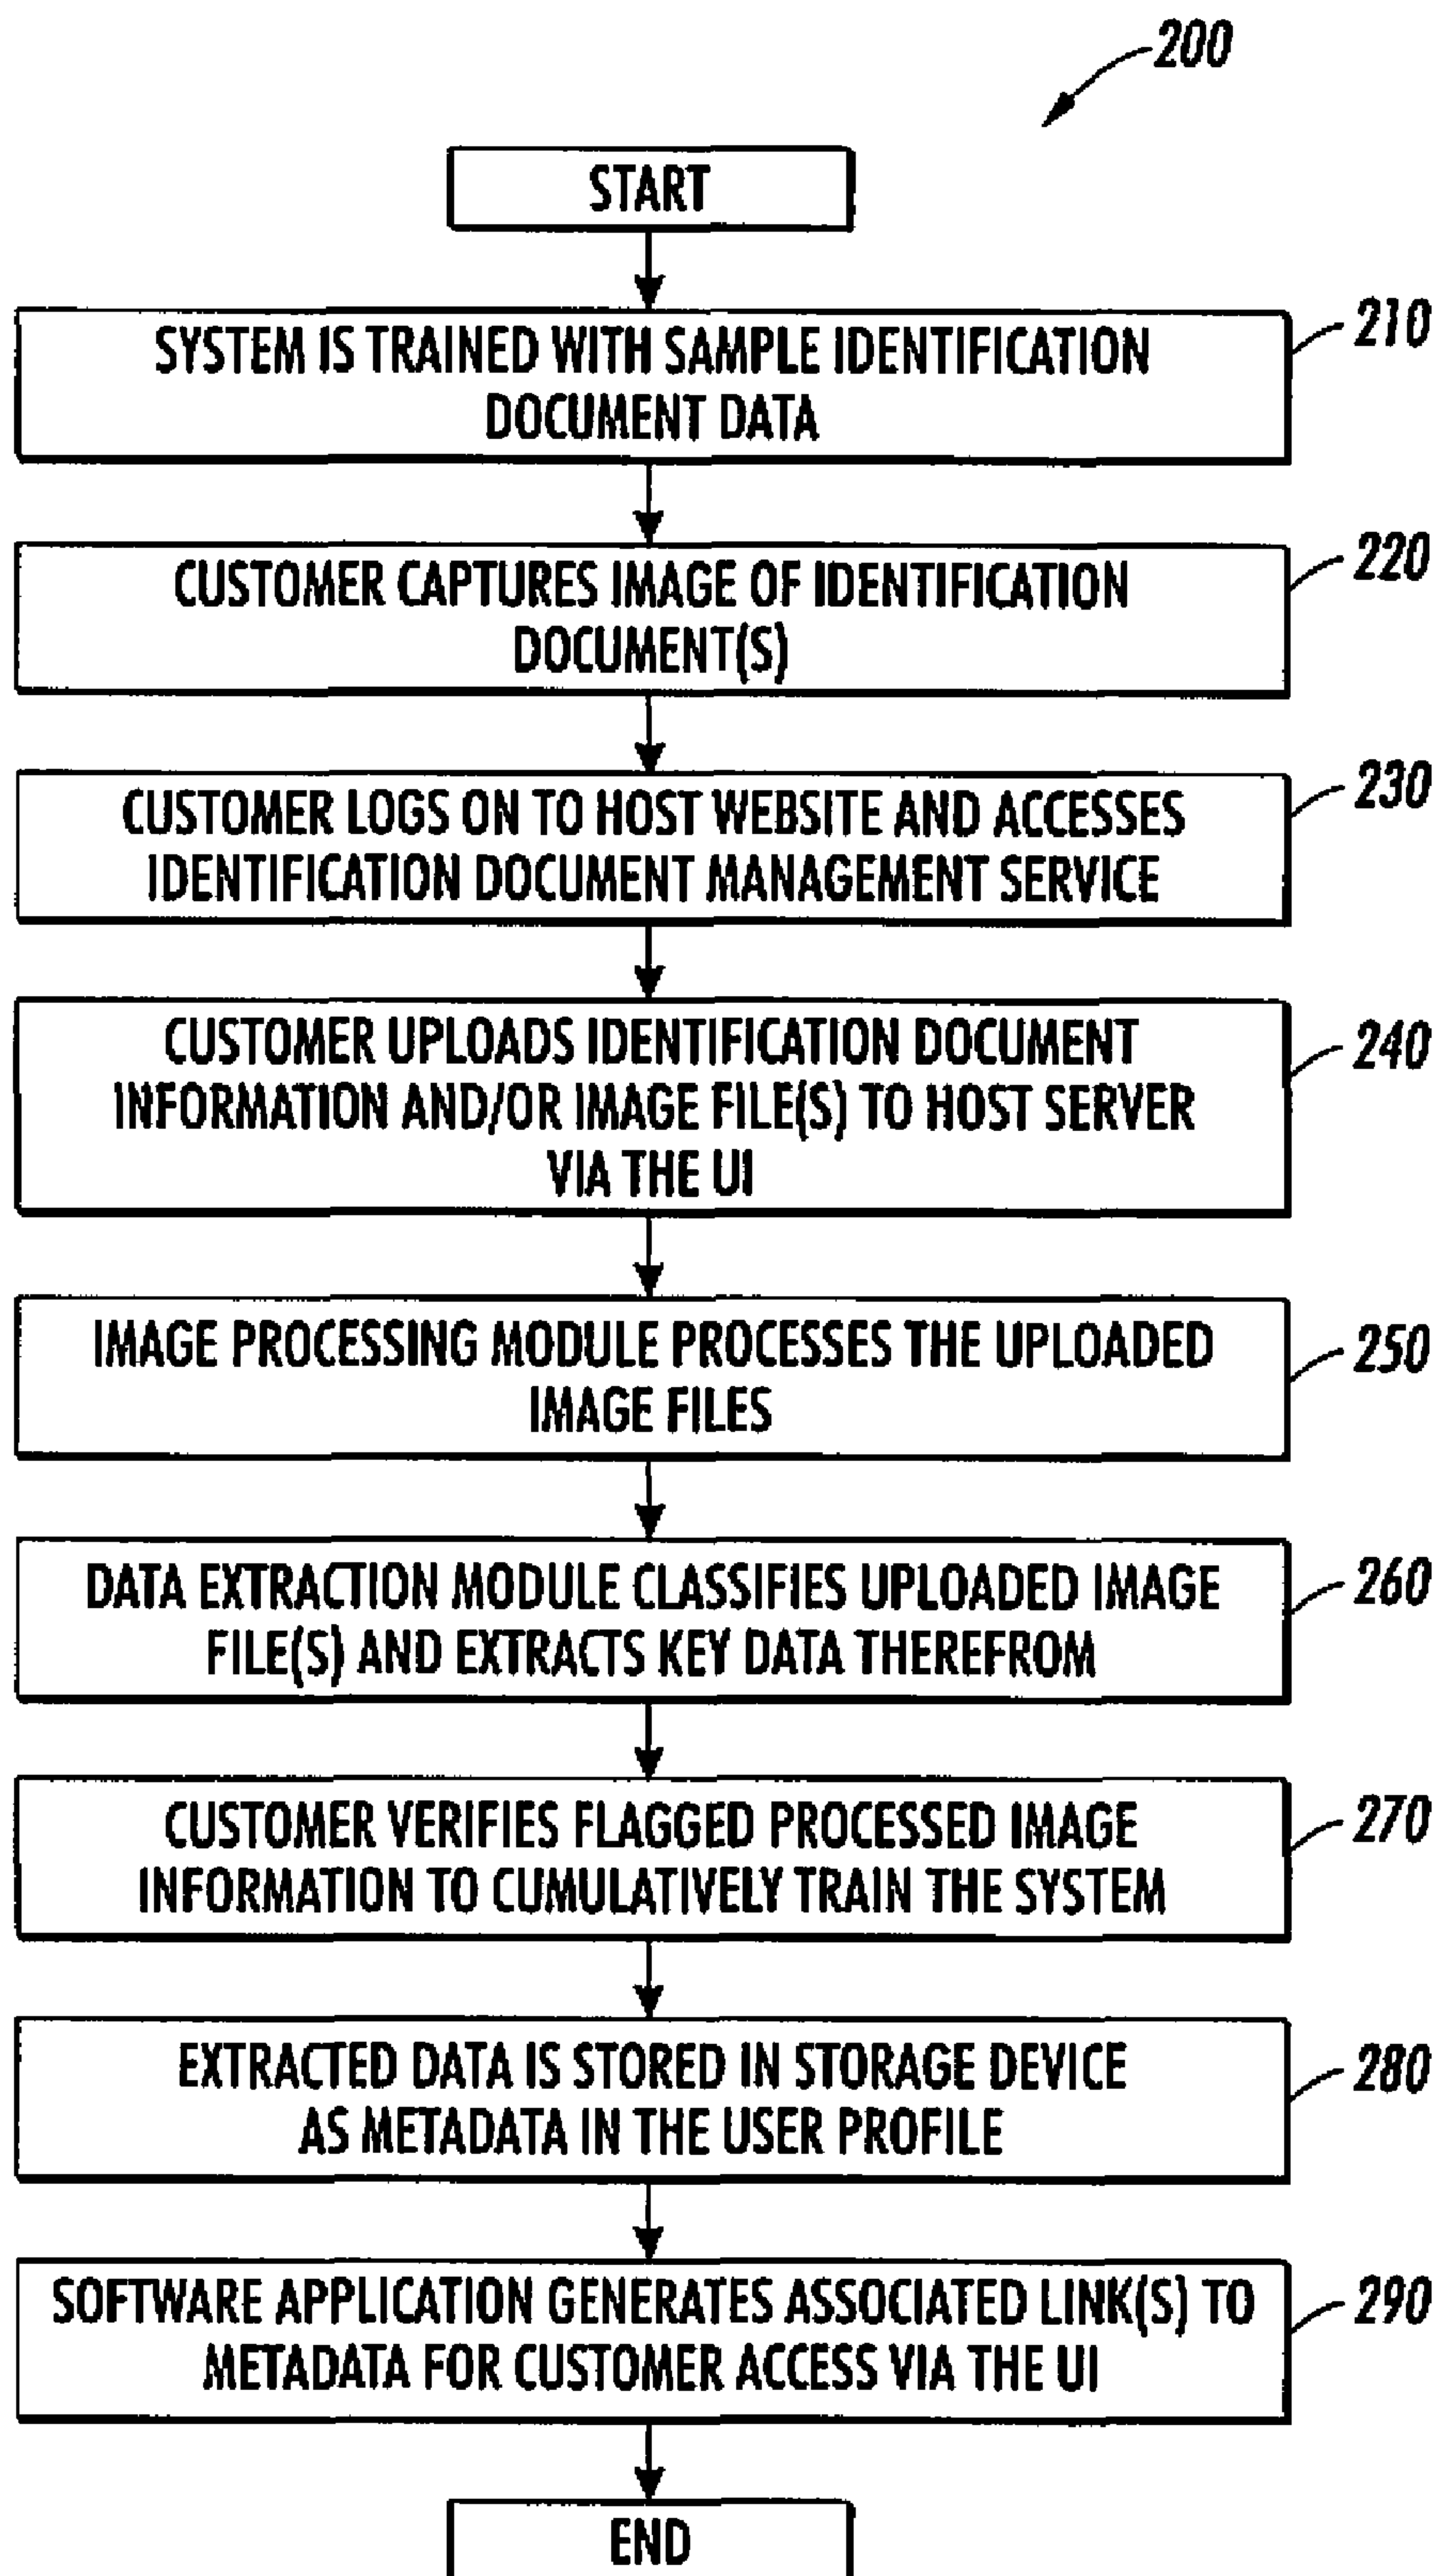 200
START
SYSTEM IS TRAINED WITH SAMPLE IDENTIFICATION
DOCUMENT DATA
210
CUSTOMER CAPTURES IMAGE OF IDENTIFICATION
DOCUMENT(S)
220
CUSTOMER LOGS ON TO HOST WEBSITE AND ACCESSES
IDENTIFICATION DOCUMENT MANAGEMENT SERVICE
230
CUSTOMER UPLOADS IDENTIFICATION DOCUMENT
INFORMATION AND/OR IMAGE FILE(S) TO HOST SERVER
VIA THE UI
240
IMAGE PROCESSING MODULE PROCESSES THE UPLOADED
IMAGE FILES
250
DATA EXTRACTION MODULE CLASSIFIES UPLOADED IMAGE
FILE(S) AND EXTRACTS KEY DATA THEREFROM
260
CUSTOMER VERIFIES FLAGGED PROCESSED IMAGE
INFORMATION TO CUMULATIVELY TRAIN THE SYSTEM
270
EXTRACTED DATA IS STORED IN STORAGE DEVICE
AS METADATA IN THE USER PROFILE
280
SOFTWARE APPLICATION GENERATES ASSOCIATED LINK(S) TO
METADATA FOR CUSTOMER ACCESS VIA THE UI
290
END